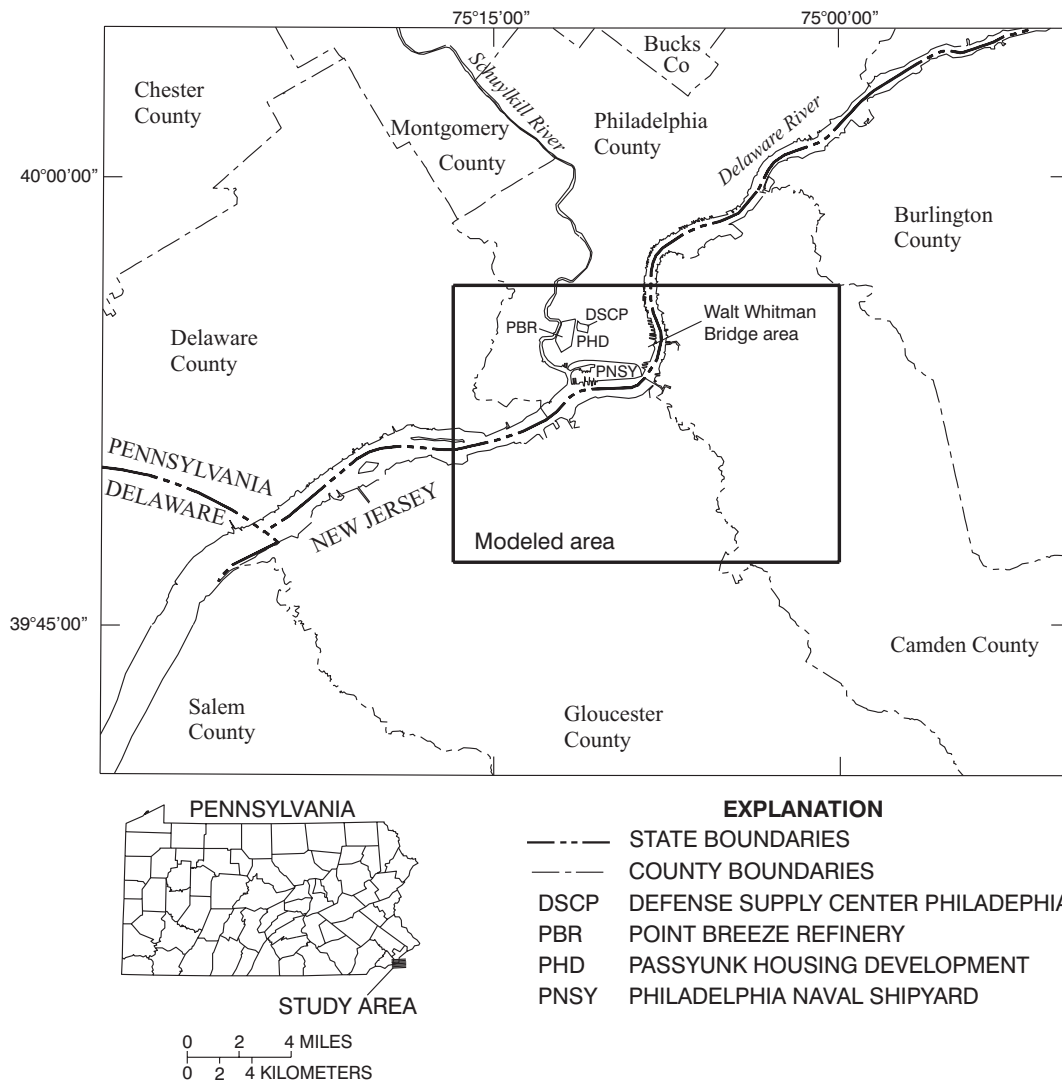 75°15'00"
75°00'00"
Bucks
Co
Chester
County
Schuylkill River
Montgomery
County
Philadelphia
County
Delaware River
40°00'00"
Burlington
County
Walt Whitman
Bridge area
DSCP
PBR
PHD
PNSY
Delaware
County
PENNSYLVANIA
DELAWARE
NEW JERSEY
Modeled area
39°45'00"
Camden County
Salem
County
Gloucester
County
PENNSYLVANIA
STUDY AREA
0 2 4 MILES
0 2 4 KILOMETERS
EXPLANATION
STATE BOUNDARIES
COUNTY BOUNDARIES
DSCP DEFENSE SUPPLY CENTER PHILADEPHIA
PBR POINT BREEZE REFINERY
PHD PASSYUNK HOUSING DEVELOPMENT
PNSY PHILADELPHIA NAVAL SHIPYARD